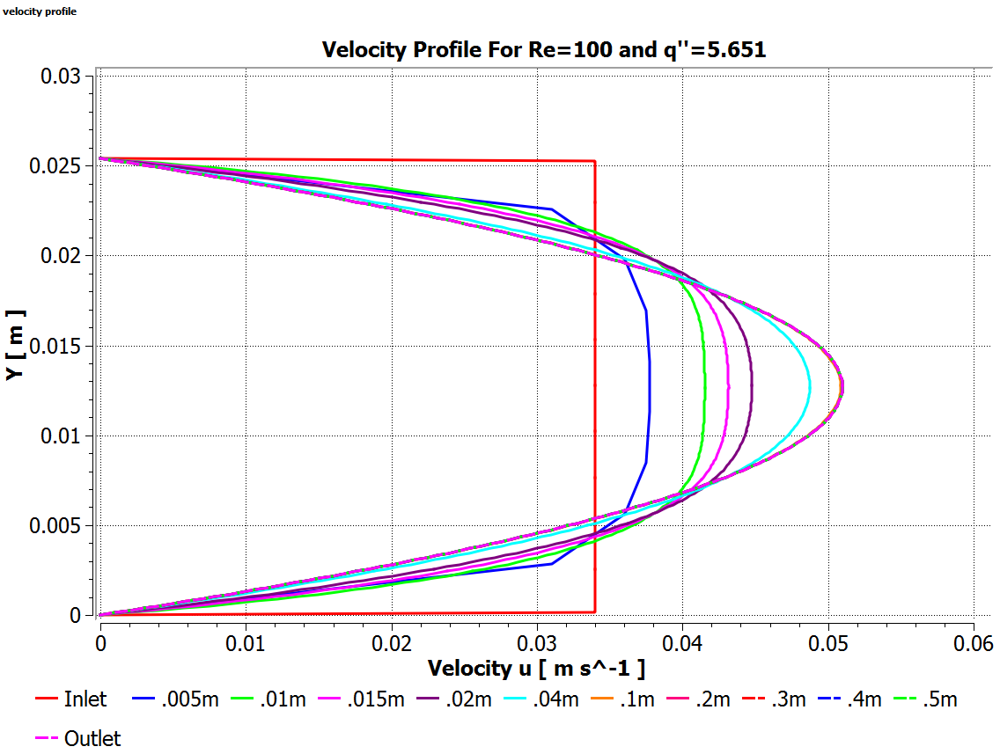 velocity profile
Velocity Profile For Re=100 and q''=5.651
0.03
0.025
0.02
0.015
0.01
0.005
0
Y [ m ]
0 0.01 0.02 0.03 0.04 0.05 0.06
Velocity u [ m s^-1 ]
Inlet .005m .01m .015m .02m .04m .1m .2m .3m .4m .5m
Outlet